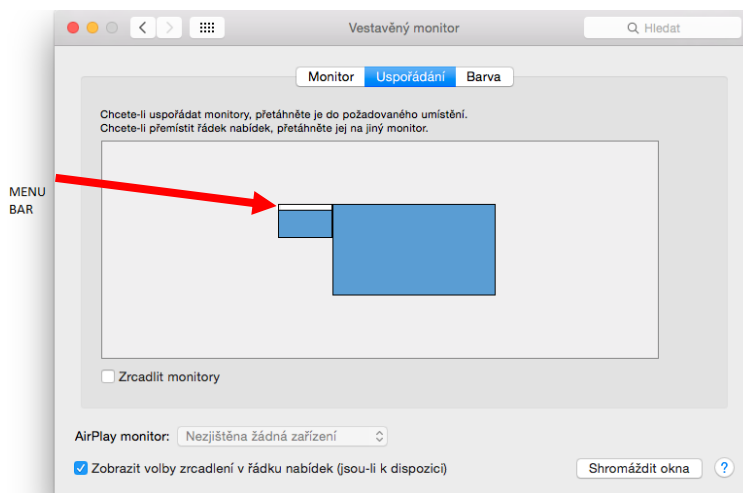 Vestavěný monitor
Hledat
Monitor
Uspořádání
Barva
Chcete-li uspořádat monitory, přetáhněte je do požadovaného umístění.
Chcete-li přemístit řádek nabídek, přetáhněte jej na jiný monitor.
MENU
BAR
Zrcadlit monitory
AirPlay monitor: Nezjištěna žádná zařízení
Zobrazit volby zrcadlení v řádku nabídek (jsou-li k dispozici)
Shromáždit okna
?